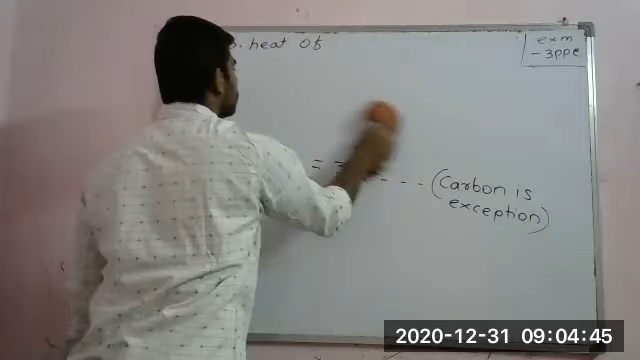 heat of
exm
- 3ppe
= =
- - - (Carbon is
exception)
2020-12-31 09:04:45